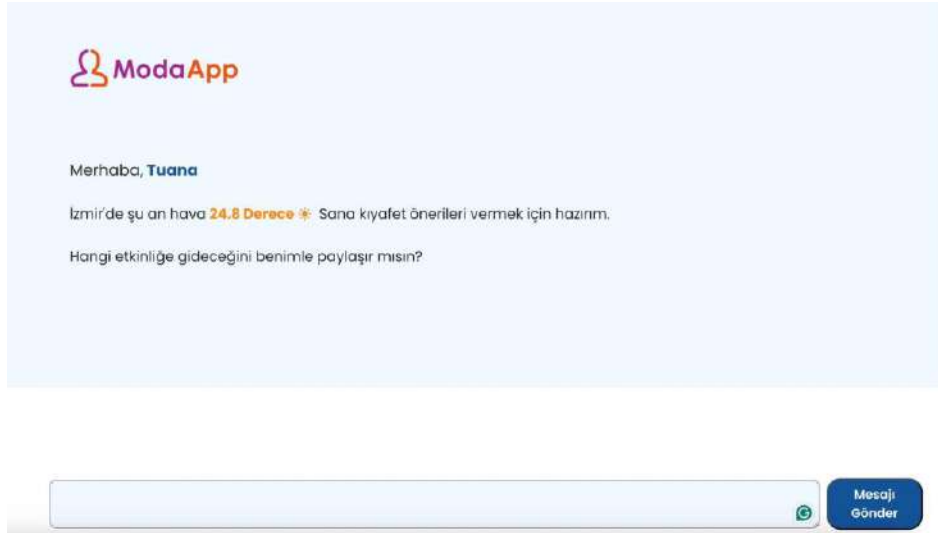 ModaApp
Merhaba, Tuana
İzmir'de şu an hava 24.8 Derece ☀ Sana kıyafet önerileri vermek için hazırım.
Hangi etkinliğe gideceğini benimle paylaşır mısın?
Mesajı
Gönder